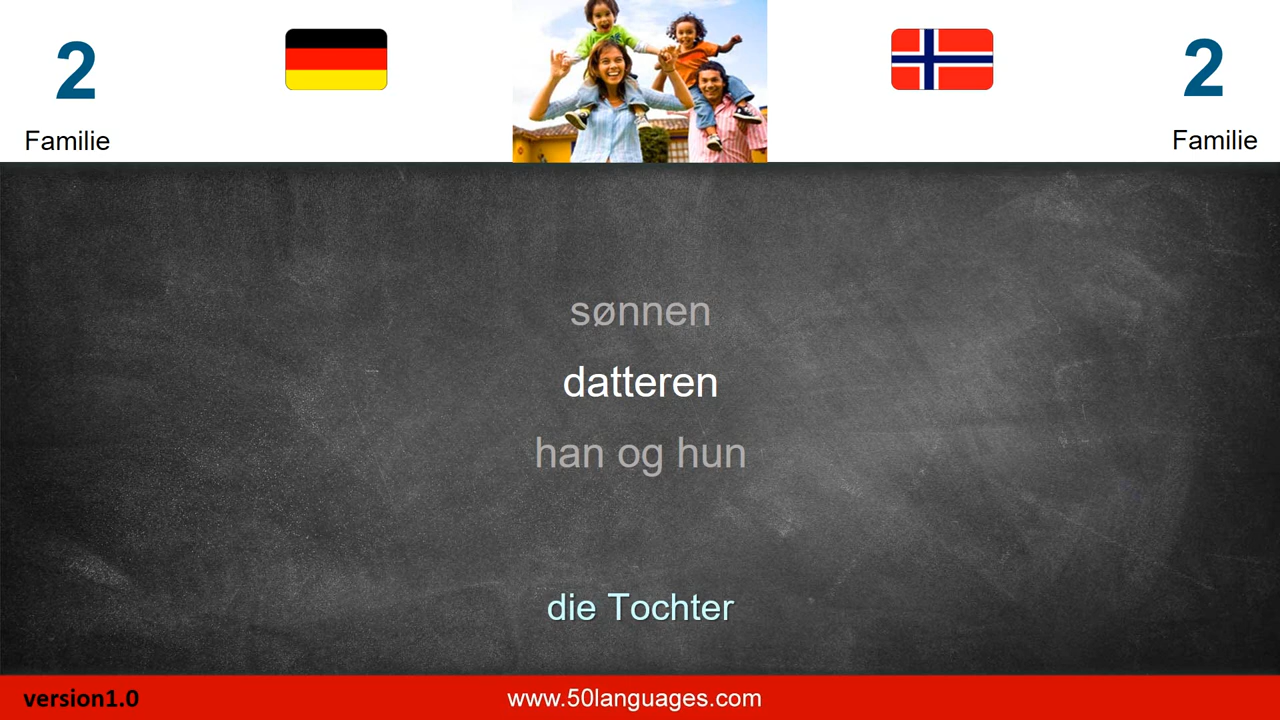 2
2
Familie
Familie
sønnen
datteren
han og hun
die Tochter
version1.0
www.50languages.com